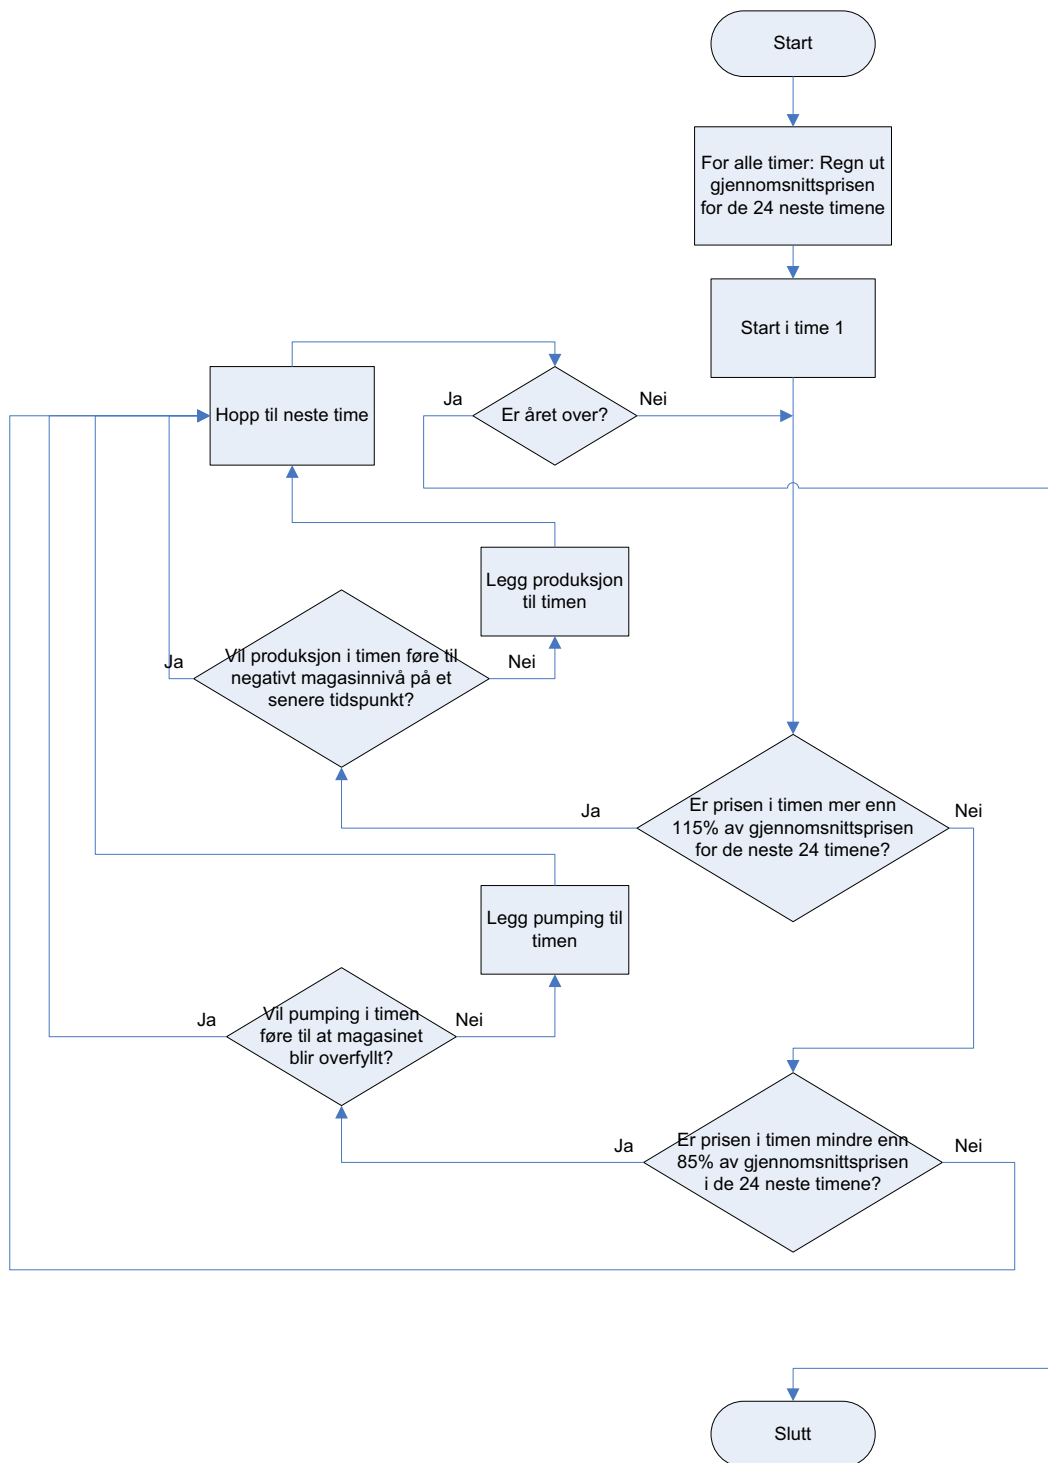 Start
For alle timer: Regn ut
gjennomsnittsprisen
for de 24 neste timene
Start i time 1
Hopp til neste time
Ja
Er året over?
Nei
Legg produksjon
til timen
Ja
Vil produksjon i timen føre til
negativt magasinnivå på et
senere tidspunkt?
Nei
Ja
Er prisen i timen mer enn
115% av gjennomsnittsprisen
for de neste 24 timene?
Nei
Legg pumping til
timen
Ja
Vil pumping i timen
føre til at magasinet
blir overfyllt?
Nei
Ja
Er prisen i timen mindre enn
85% av gjennomsnittsprisen
i de 24 neste timene?
Nei
Slutt